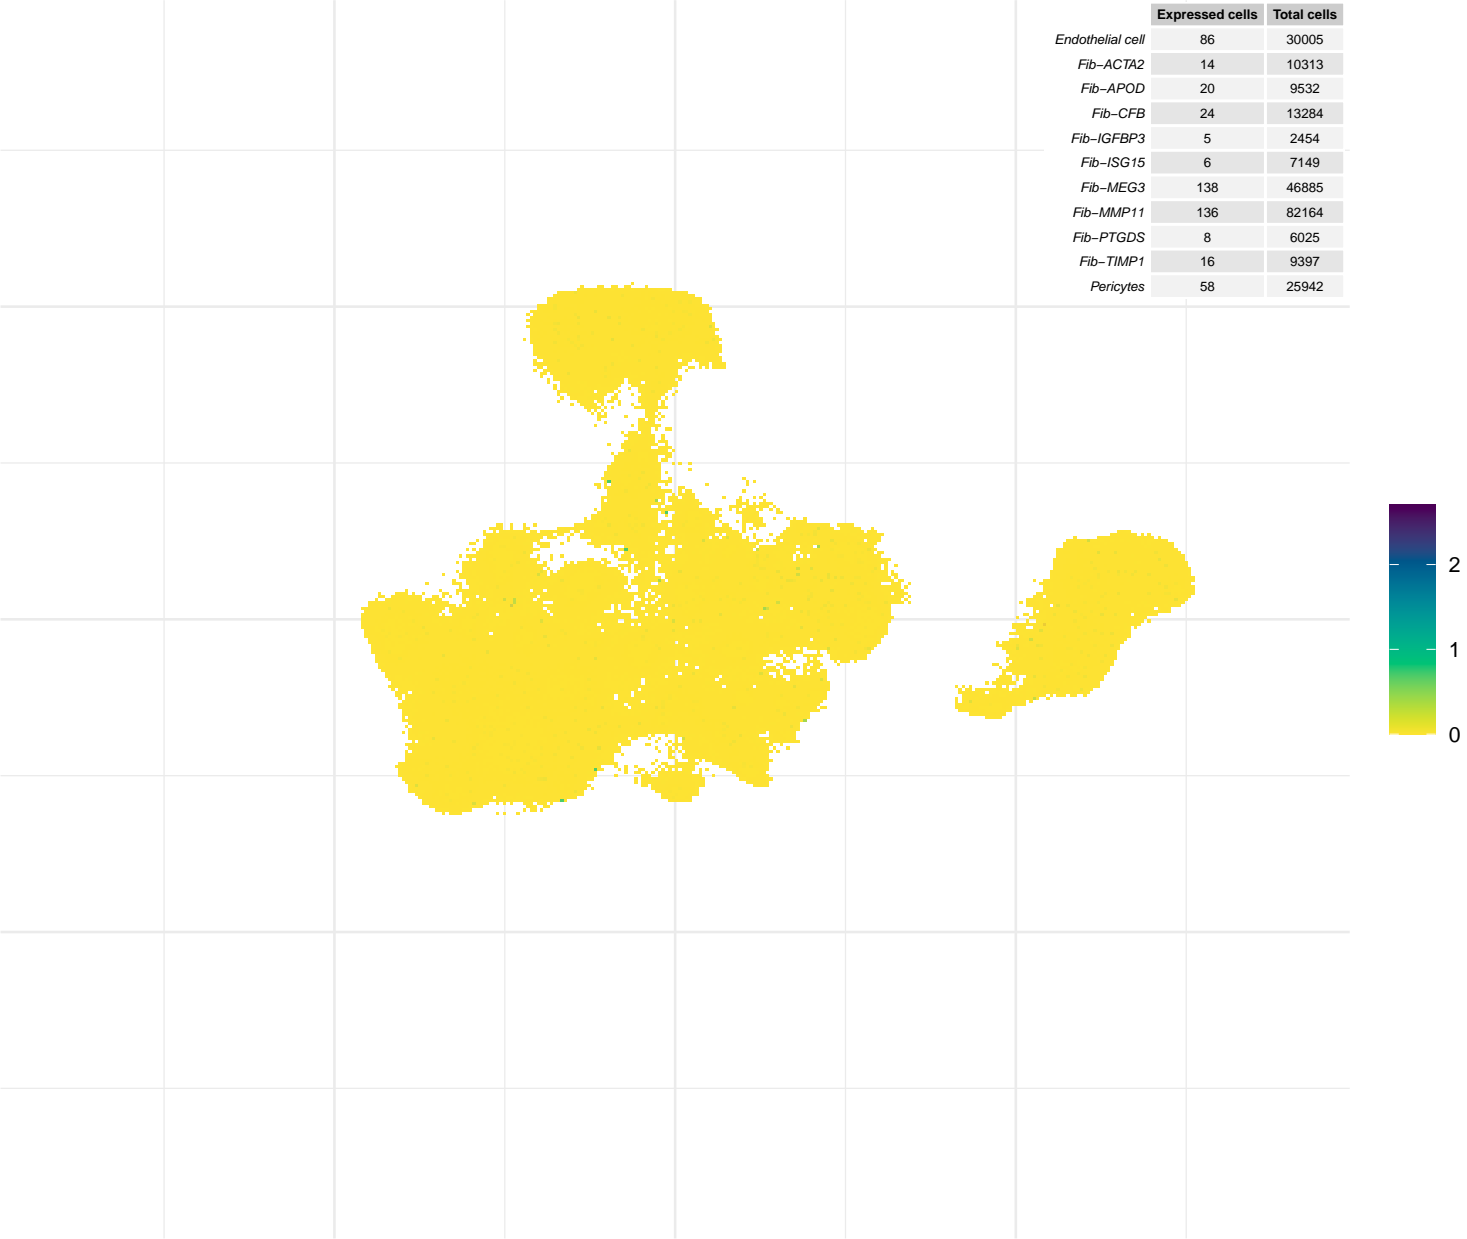 Expressed cells Total cells
Endothelial cell 86 30005
Fib−ACTA2 14 10313
Fib−APOD 20 9532
Fib−CFB 24 13284
Fib−IGFBP3 5 2454
Fib−ISG15 6 7149
Fib−MEG3 138 46885
Fib−MMP11 136 82164
Fib−PTGDS 8 6025
Fib−TIMP1 16 9397
Pericytes 58 25942
2
1
0